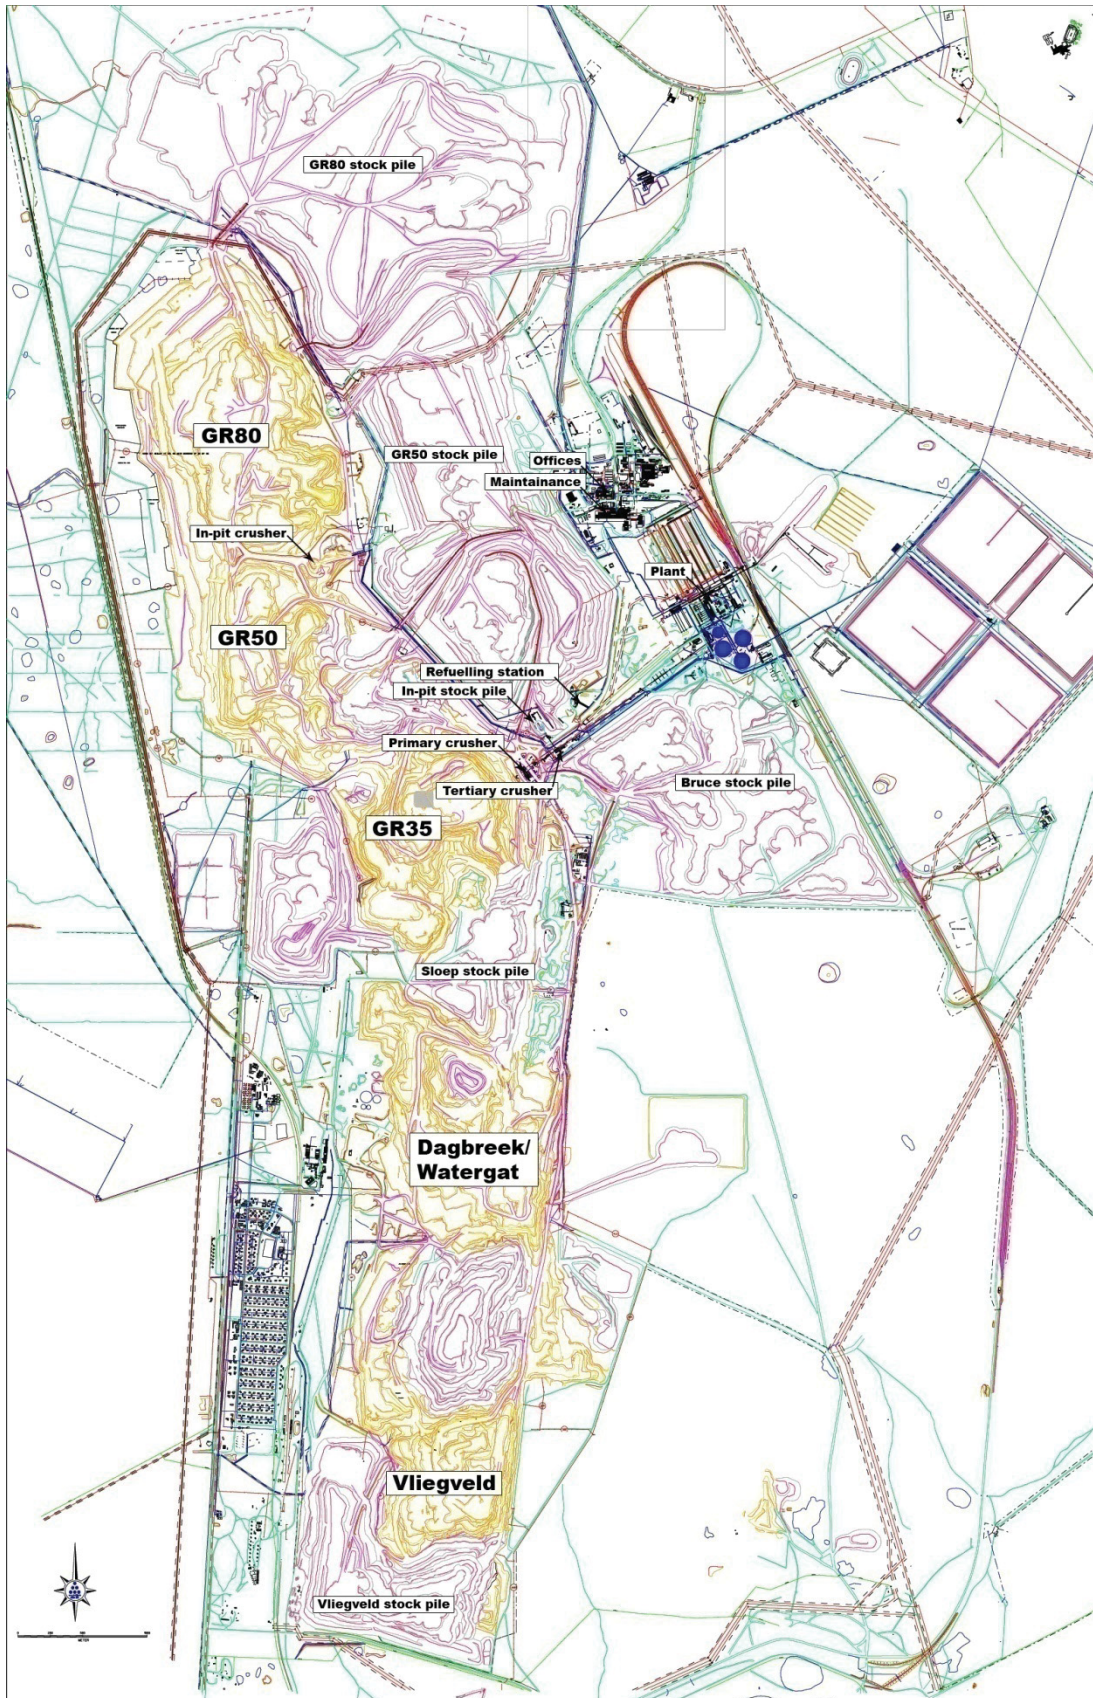 GR80 stock pile
GR80
GR50 stock pile
Offices
Maintainance
In-pit crusher
Plant
GR50
Refuelling station
In-pit stock pile
Primary crusher
Bruce stock pile
Tertiary crusher
GR35
Sloep stock pile
Dagbreek/
Watergat
Vliegveld
Vliegveld stock pile
METER